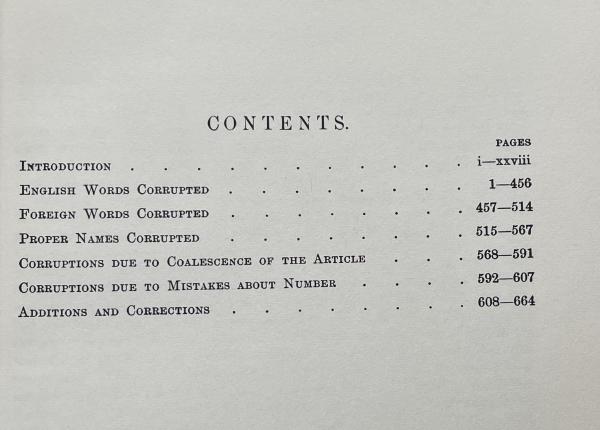 CONTENTS.
PAGES
INTRODUCTION . . . . . . . . . . i—xxviii
ENGLISH WORDS CORRUPTED . . . . . . . 1—456
FOREIGN WORDS CORRUPTED . . . . . . . 457—514
PROPER NAMES CORRUPTED . . . . . . . 515—567
CORRUPTIONS DUE TO COALESCENCE OF THE ARTICLE . . . 568—591
CORRUPTIONS DUE TO MISTAKES ABOUT NUMBER . . . . 592—607
ADDITIONS AND CORRECTIONS . . . . . . . 608—664